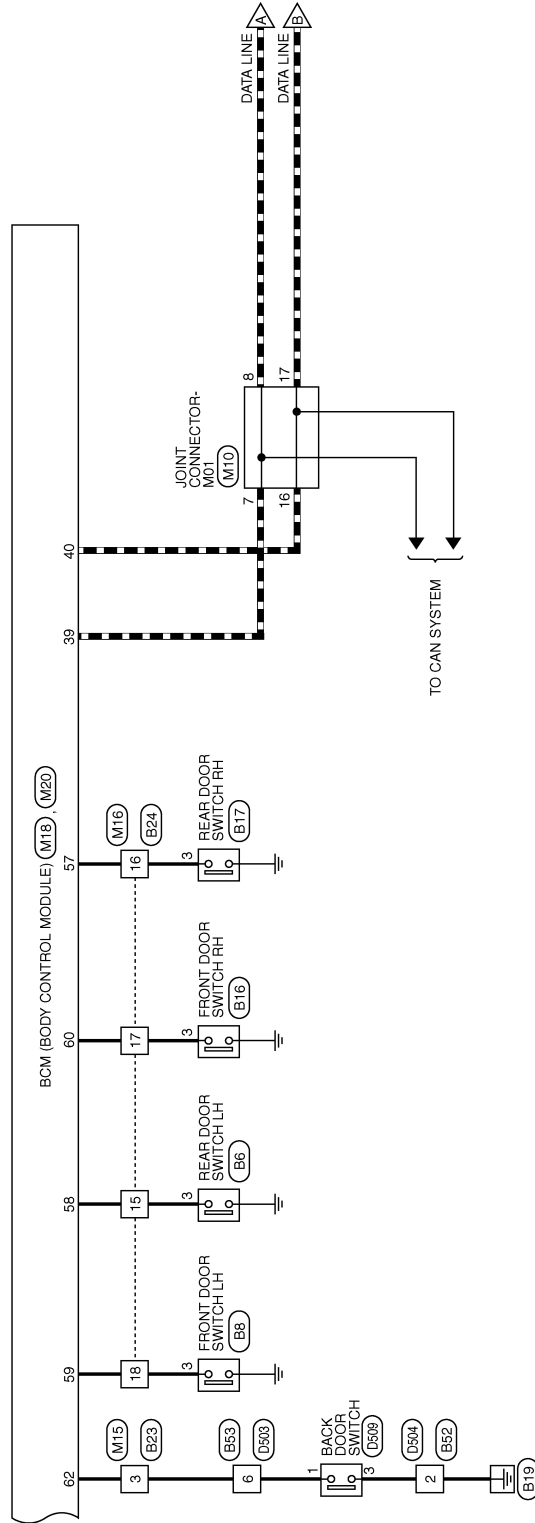 BCM (BODY CONTROL MODULE) M18 , M20
62
59
58
60
57
39
40
3
M15
B23
18
15
17
16
M16
B24
6
B53
D503
3
FRONT DOOR
SWITCH LH
B8
3
REAR DOOR
SWITCH LH
B6
3
FRONT DOOR
SWITCH RH
B16
3
REAR DOOR
SWITCH RH
B17
1
BACK
DOOR
SWITCH
D509
3
2
D504
B52
B19
JOINT
CONNECTOR-
M01
M10
7
8
16
17
DATA LINE
A
DATA LINE
B
TO CAN SYSTEM